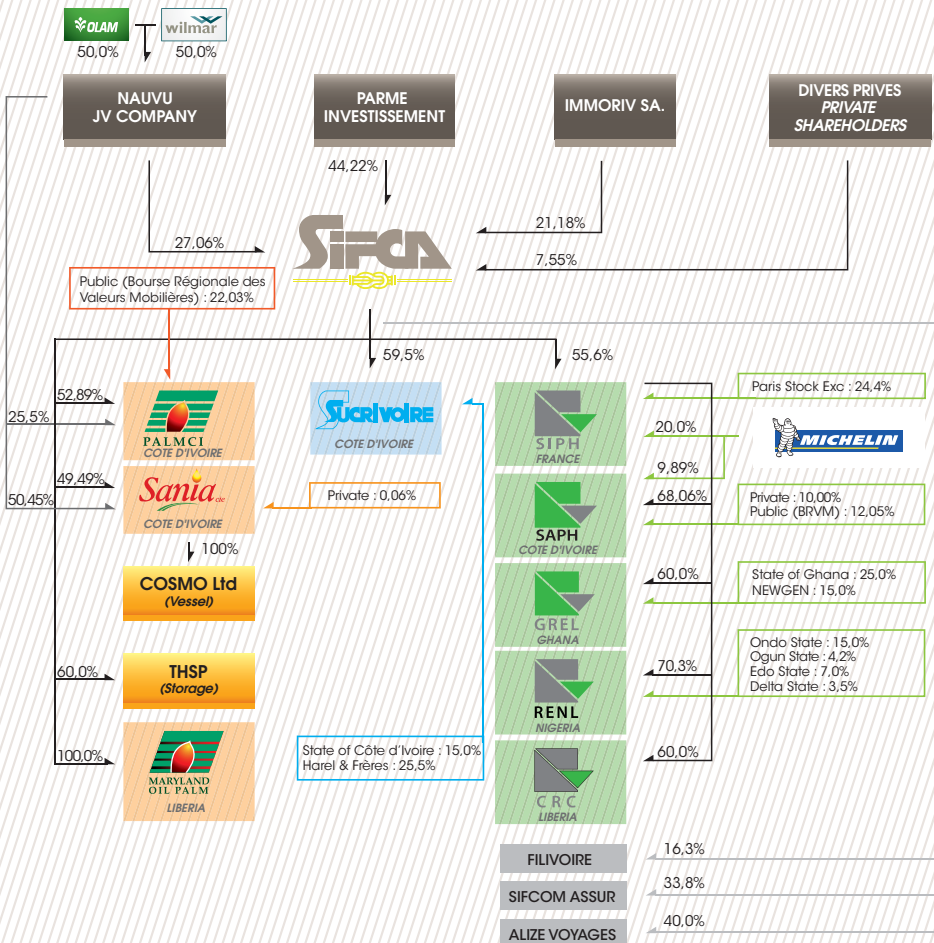 OLAM
wilmar
50,0%
50,0%
NAUVU
JV COMPANY
PARME
INVESTISSEMENT
IMMORIV SA.
DIVERS PRIVES
PRIVATE
SHAREHOLDERS
44,22%
21,18%
27,06%
SIFCA
7,55%
Public (Bourse Régionale des
Valeurs Mobilières) : 22,03%
59,5%
55,6%
52,89%
25,5%
PALMCI
COTE D'IVOIRE
SUCRIVOIRE
COTE D'IVOIRE
SIPH
FRANCE
Paris Stock Exc : 24,4%
20,0%
MICHELIN
9,89%
49,49%
50,45%
Sania cie
COTE D'IVOIRE
Private : 0,06%
68,06%
SAPH
COTE D'IVOIRE
Private : 10,00%
Public (BRVM) : 12,05%
100%
COSMO Ltd
(Vessel)
60,0%
GREL
GHANA
State of Ghana : 25,0%
NEWGEN : 15,0%
60,0%
THSP
(Storage)
70,3%
RENL
NIGERIA
Ondo State : 15,0%
Ogun State : 4,2%
Edo State : 7,0%
Delta State : 3,5%
100,0%
MARYLAND
OIL PALM
LIBERIA
State of Côte d'Ivoire : 15,0%
Harel & Frères : 25,5%
60,0%
CRC
LIBERIA
FILIVOIRE
16,3%
SIFCOM ASSUR
33,8%
ALIZE VOYAGES
40,0%